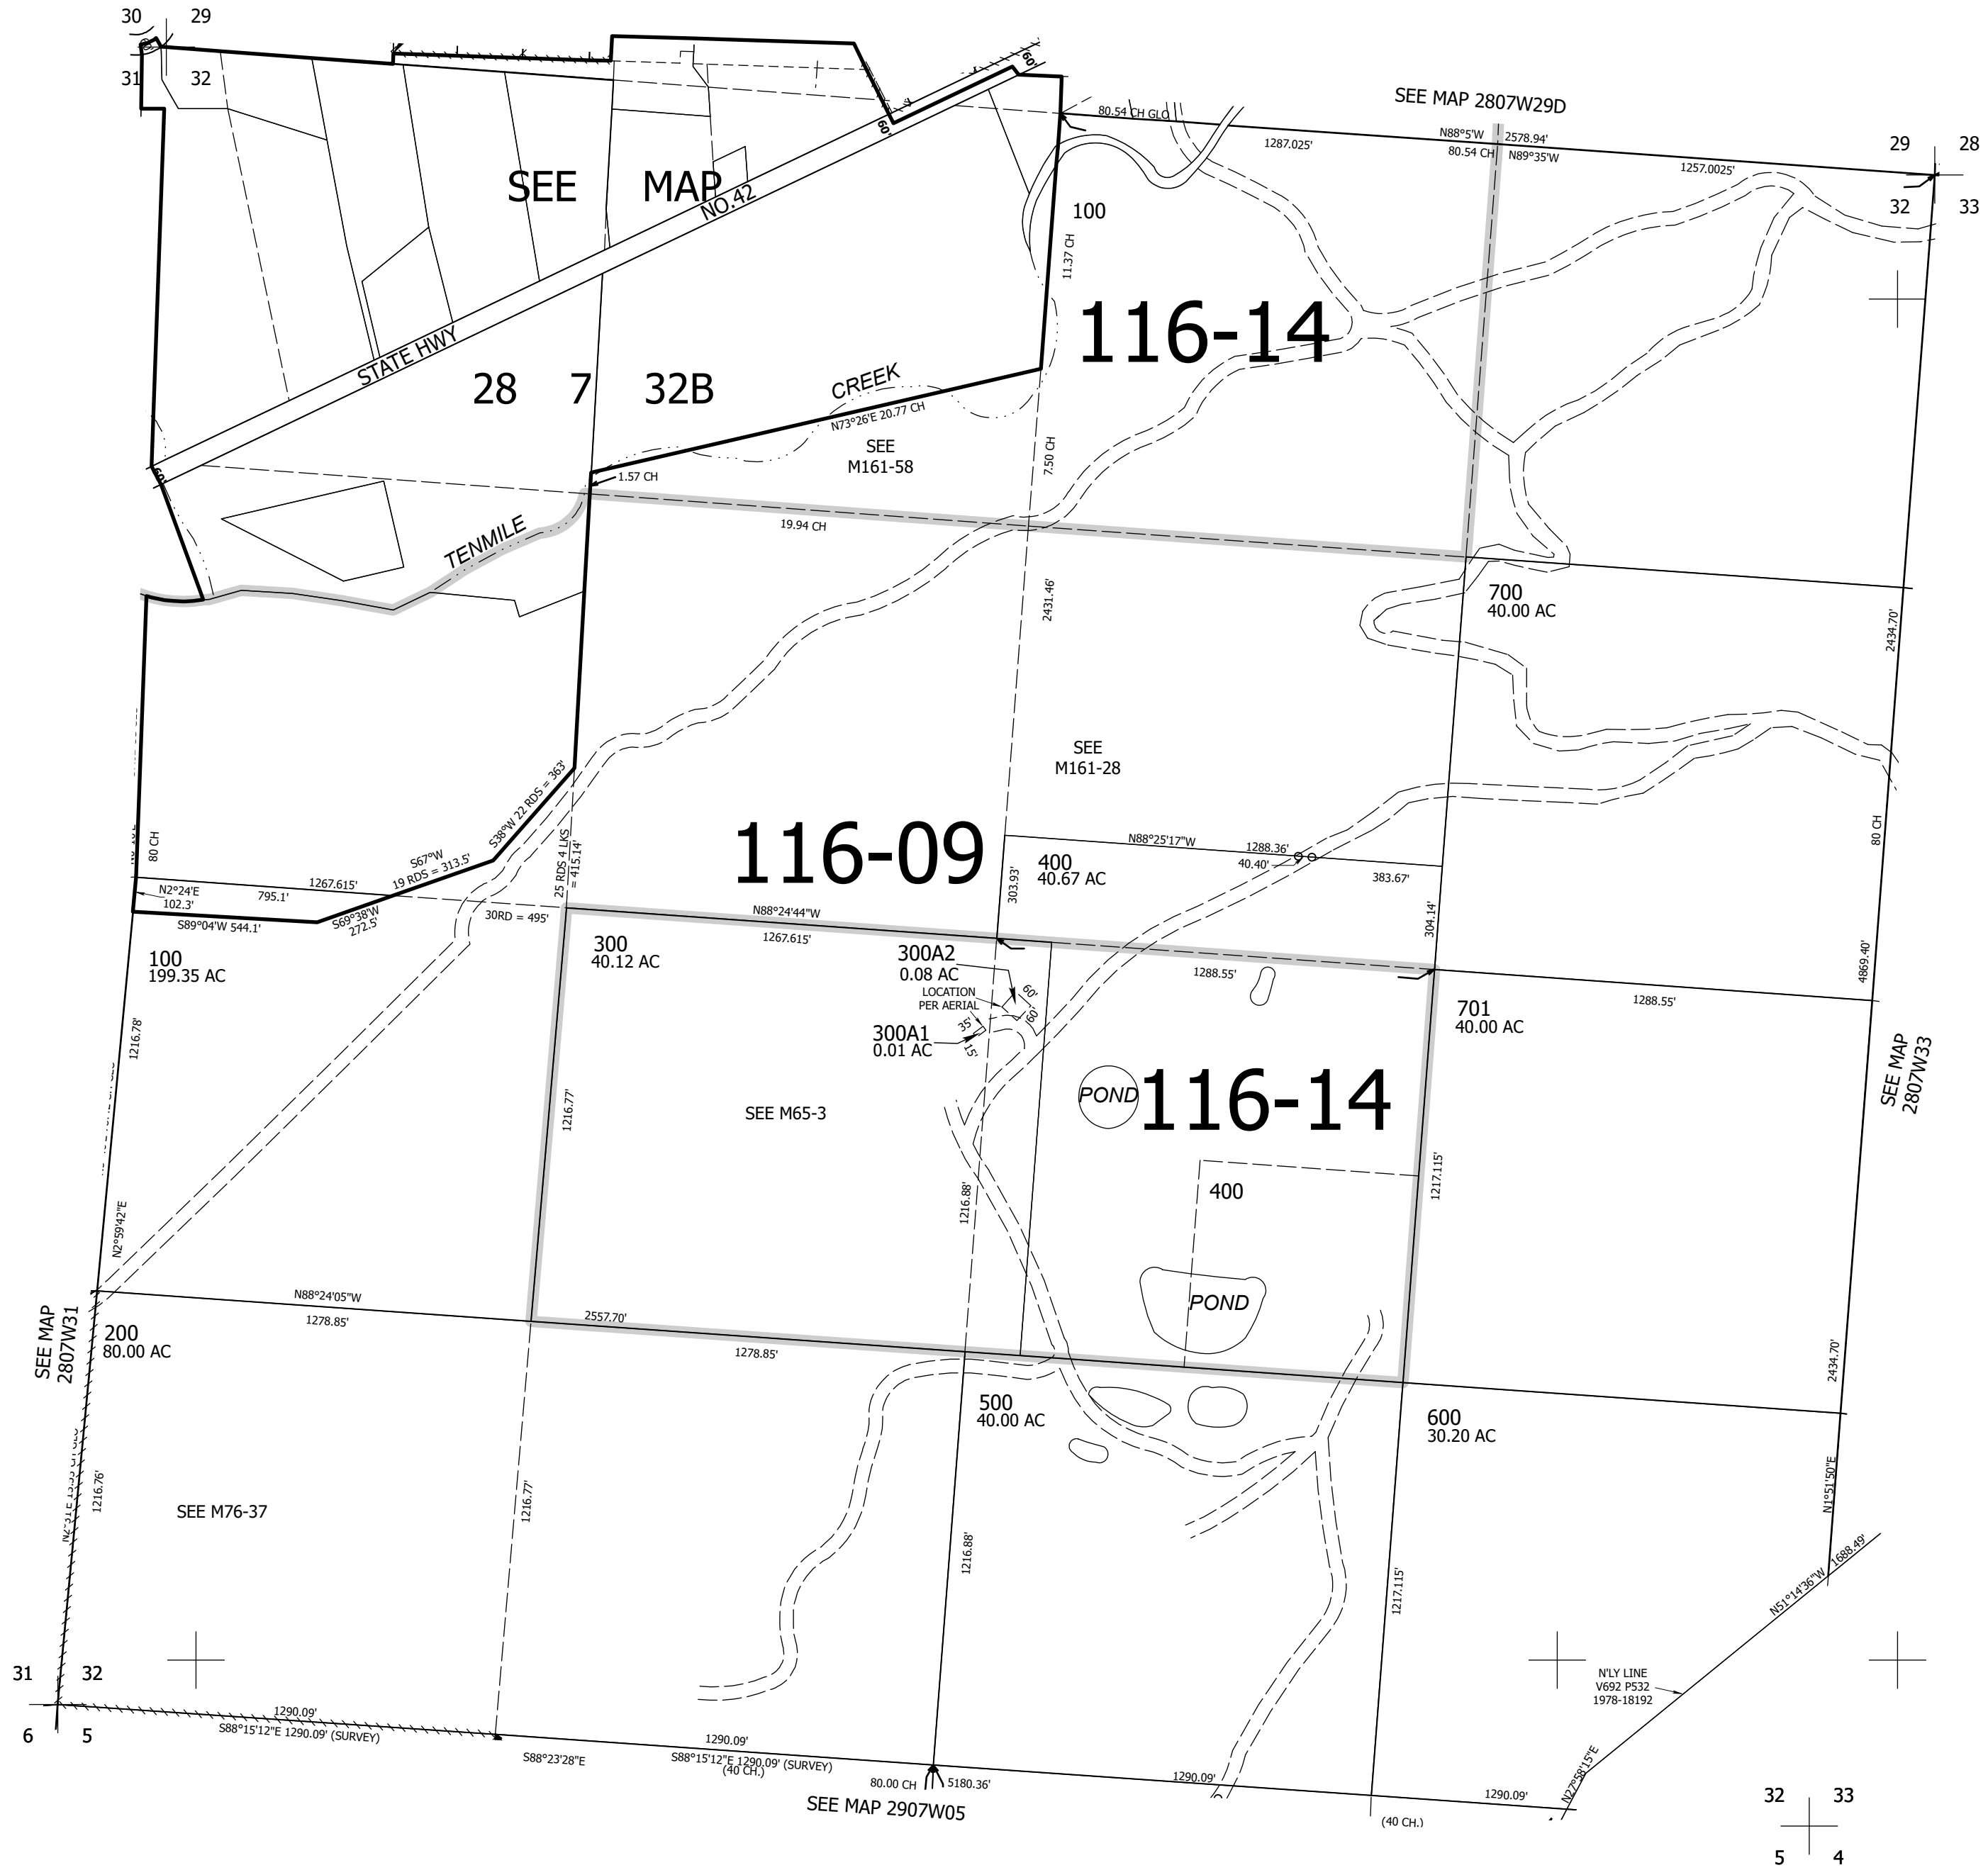 30 29
31 32
SEE MAP 2807W29D
60'
60'
80.54 CH GLO
1287.025'
N88°5'W 2578.94'
80.54 CH N89°35'W
1257.0025'
29 28
32 33
SEE MAP
NO.42
STATE HWY
100
11.37 CH
116-14
28 7 32B
CREEK
N73°26'E 20.77 CH
SEE
M161-58
7.50 CH
60'
1.57 CH
19.94 CH
TENMILE
2431.46'
700
40.00 AC
2434.70'
SEE
M161-28
80 CH
80 CH
S38°W 22 RDS = 363'
S67°W
19 RDS = 313.5'
25 RDS 4 LKS
= 415.14'
116-09
N88°25'17"W
1288.36'
40.40'
383.67'
400
40.67 AC
303.93'
304.14'
1267.615'
N2°24'E
102.3'
795.1'
S89°04'W 544.1'
S69°38'W
272.5'
30RD = 495'
N88°24'44"W
1267.615'
100
199.35 AC
300
40.12 AC
300A2
0.08 AC
LOCATION
PER AERIAL
60'
60'
35'
15'
300A1
0.01 AC
1288.55'
701
40.00 AC
1288.55'
4869.40'
1216.78'
SEE MAP
2807W33
1216.77'
SEE M65-3
POND
116-14
1217.115'
400
1216.88'
N2°59'42"E
POND
N88°24'05"W
1278.85'
2557.70'
1278.85'
SEE MAP
2807W31
200
80.00 AC
2434.70'
500
40.00 AC
600
30.20 AC
1216.76'
SEE M76-37
1216.77'
1216.88'
N1°51'50"E
1217.115'
1688.49'
N51°14'36"W
31 32
6 5
1290.09'
S88°15'12"E 1290.09' (SURVEY)
S88°23'28"E
1290.09'
S88°15'12"E 1290.09' (SURVEY)
(40 CH.)
80.00 CH 5180.36'
SEE MAP 2907W05
1290.09'
N'LY LINE
V692 P532
1978-18192
N27°58'15"E
1290.09'
(40 CH.)
32 33
5 4